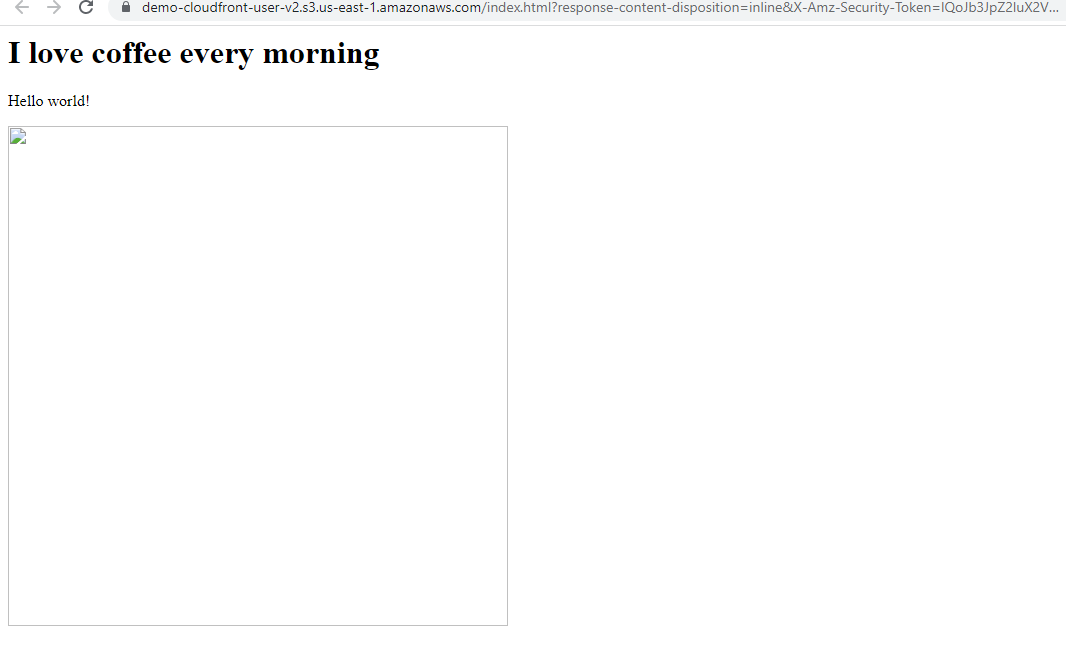 demo-cloudfront-user-v2.s3.us-east-1.amazonaws.com/index.html?response-content-disposition=inline&X-Amz-Security-Token=IQoJb3JpZ2luX2V...
I love coffee every morning
Hello world!